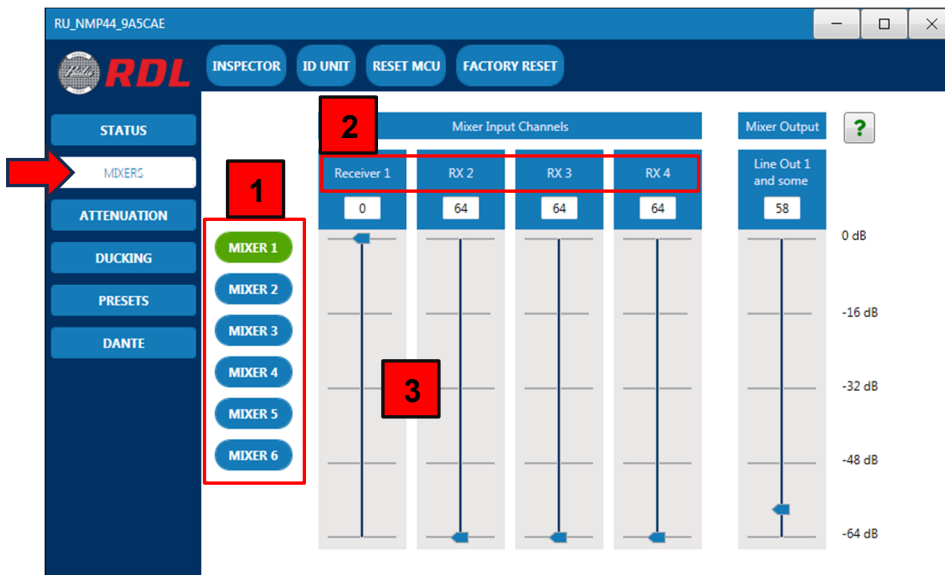 RU_NMP44_9A5CAE
Radio
RDL
INSPECTOR
ID UNIT
RESET MCU
FACTORY RESET
STATUS
MIXERS
ATTENUATION
DUCKING
PRESETS
DANTE
1
MIXER 1
MIXER 2
MIXER 3
MIXER 4
MIXER 5
MIXER 6
2
Mixer Input Channels
Mixer Output
?
Receiver 1
RX 2
RX 3
RX 4
Line Out 1
and some
0
64
64
64
58
3
0 dB
-16 dB
-32 dB
-48 dB
-64 dB